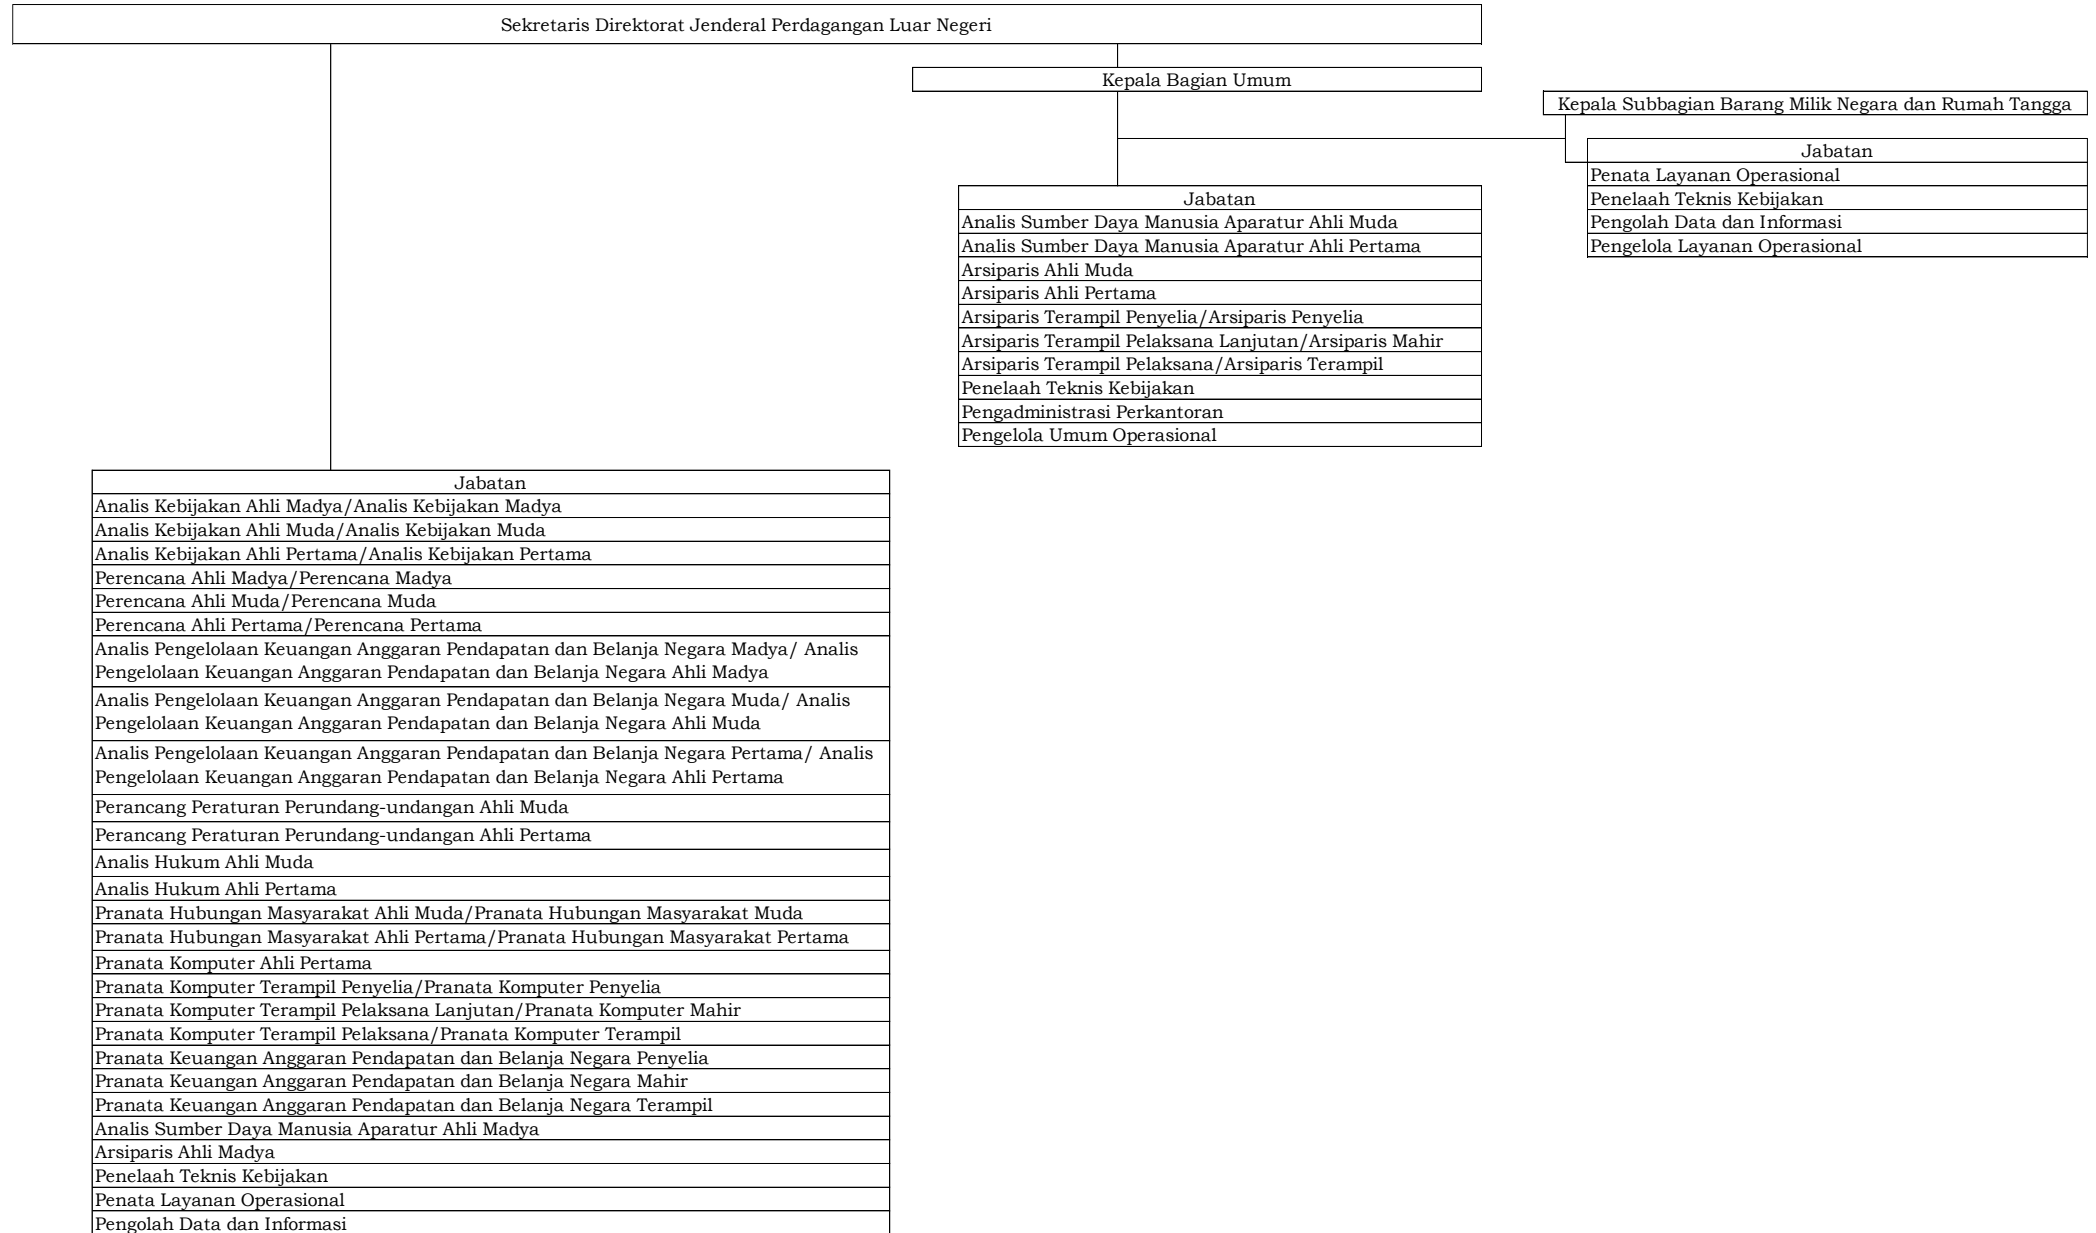 Sekretaris Direktorat Jenderal Perdagangan Luar Negeri
Kepala Bagian Umum
Kepala Subbagian Barang Milik Negara dan Rumah Tangga
Jabatan
Penata Layanan Operasional
Penelaah Teknis Kebijakan
Pengolah Data dan Informasi
Pengelola Layanan Operasional
Jabatan
Analis Sumber Daya Manusia Aparatur Ahli Muda
Analis Sumber Daya Manusia Aparatur Ahli Pertama
Arsiparis Ahli Muda
Arsiparis Ahli Pertama
Arsiparis Terampil Penyelia/Arsiparis Penyelia
Arsiparis Terampil Pelaksana Lanjutan/Arsiparis Mahir
Arsiparis Terampil Pelaksana/Arsiparis Terampil
Penelaah Teknis Kebijakan
Pengadministrasi Perkantoran
Pengelola Umum Operasional
Jabatan
Analis Kebijakan Ahli Madya/Analis Kebijakan Madya
Analis Kebijakan Ahli Muda/Analis Kebijakan Muda
Analis Kebijakan Ahli Pertama/Analis Kebijakan Pertama
Perencana Ahli Madya/Perencana Madya
Perencana Ahli Muda/Perencana Muda
Perencana Ahli Pertama/Perencana Pertama
Analis Pengelolaan Keuangan Anggaran Pendapatan dan Belanja Negara Madya/ Analis
Pengelolaan Keuangan Anggaran Pendapatan dan Belanja Negara Ahli Madya
Analis Pengelolaan Keuangan Anggaran Pendapatan dan Belanja Negara Muda/ Analis
Pengelolaan Keuangan Anggaran Pendapatan dan Belanja Negara Ahli Muda
Analis Pengelolaan Keuangan Anggaran Pendapatan dan Belanja Negara Pertama/ Analis
Pengelolaan Keuangan Anggaran Pendapatan dan Belanja Negara Ahli Pertama
Perancang Peraturan Perundang-undangan Ahli Muda
Perancang Peraturan Perundang-undangan Ahli Pertama
Analis Hukum Ahli Muda
Analis Hukum Ahli Pertama
Pranata Hubungan Masyarakat Ahli Muda/Pranata Hubungan Masyarakat Muda
Pranata Hubungan Masyarakat Ahli Pertama/Pranata Hubungan Masyarakat Pertama
Pranata Komputer Ahli Pertama
Pranata Komputer Terampil Penyelia/Pranata Komputer Penyelia
Pranata Komputer Terampil Pelaksana Lanjutan/Pranata Komputer Mahir
Pranata Komputer Terampil Pelaksana/Pranata Komputer Terampil
Pranata Keuangan Anggaran Pendapatan dan Belanja Negara Penyelia
Pranata Keuangan Anggaran Pendapatan dan Belanja Negara Mahir
Pranata Keuangan Anggaran Pendapatan dan Belanja Negara Terampil
Analis Sumber Daya Manusia Aparatur Ahli Madya
Arsiparis Ahli Madya
Penelaah Teknis Kebijakan
Penata Layanan Operasional
Pengolah Data dan Informasi